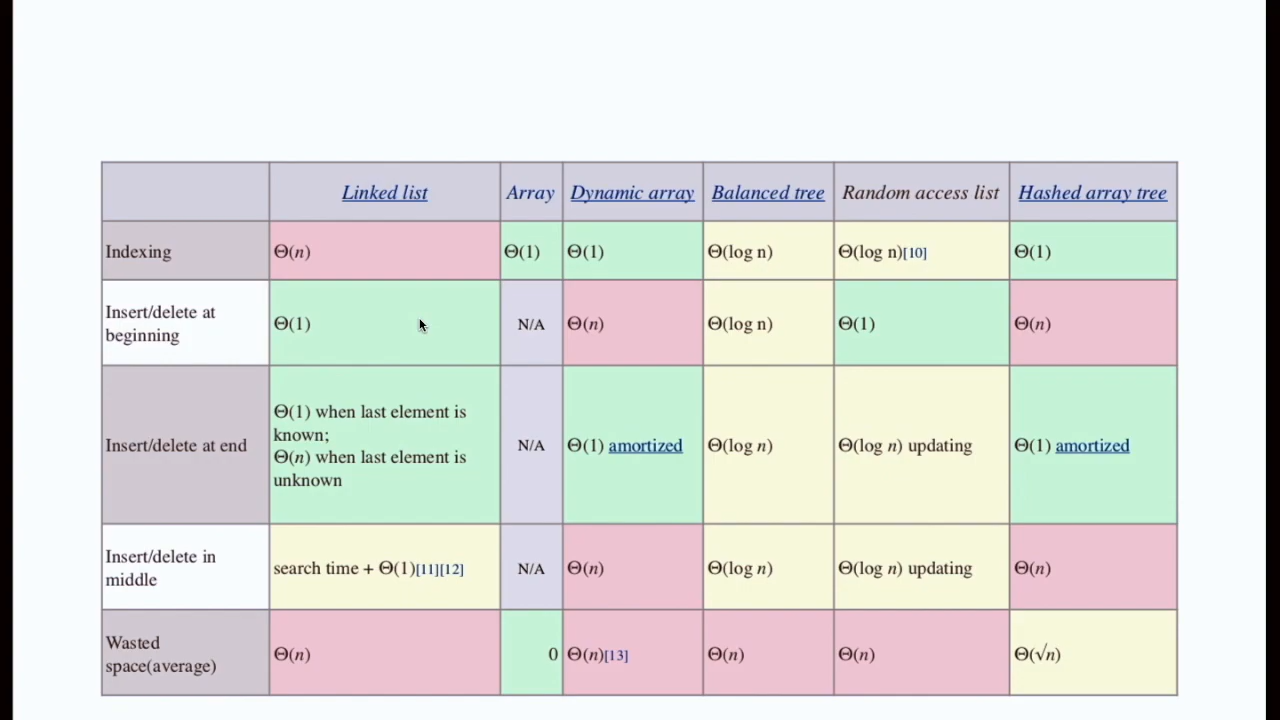 Linked list Array Dynamic array Balanced tree Random access list Hashed array tree
Indexing Θ(n) Θ(1) Θ(1) Θ(log n) Θ(log n)[10] Θ(1)
Insert/delete at
beginning
Θ(1) N/A Θ(n) Θ(log n) Θ(1) Θ(n)
Insert/delete at end
Θ(1) when last element is
known;
Θ(n) when last element is
unknown
N/A Θ(1) amortized Θ(log n) Θ(log n) updating Θ(1) amortized
Insert/delete in
middle
search time + Θ(1)[11][12] N/A Θ(n) Θ(log n) Θ(log n) updating Θ(n)
Wasted
space(average)
Θ(n) 0 Θ(n)[13] Θ(n) Θ(n) Θ(√n)